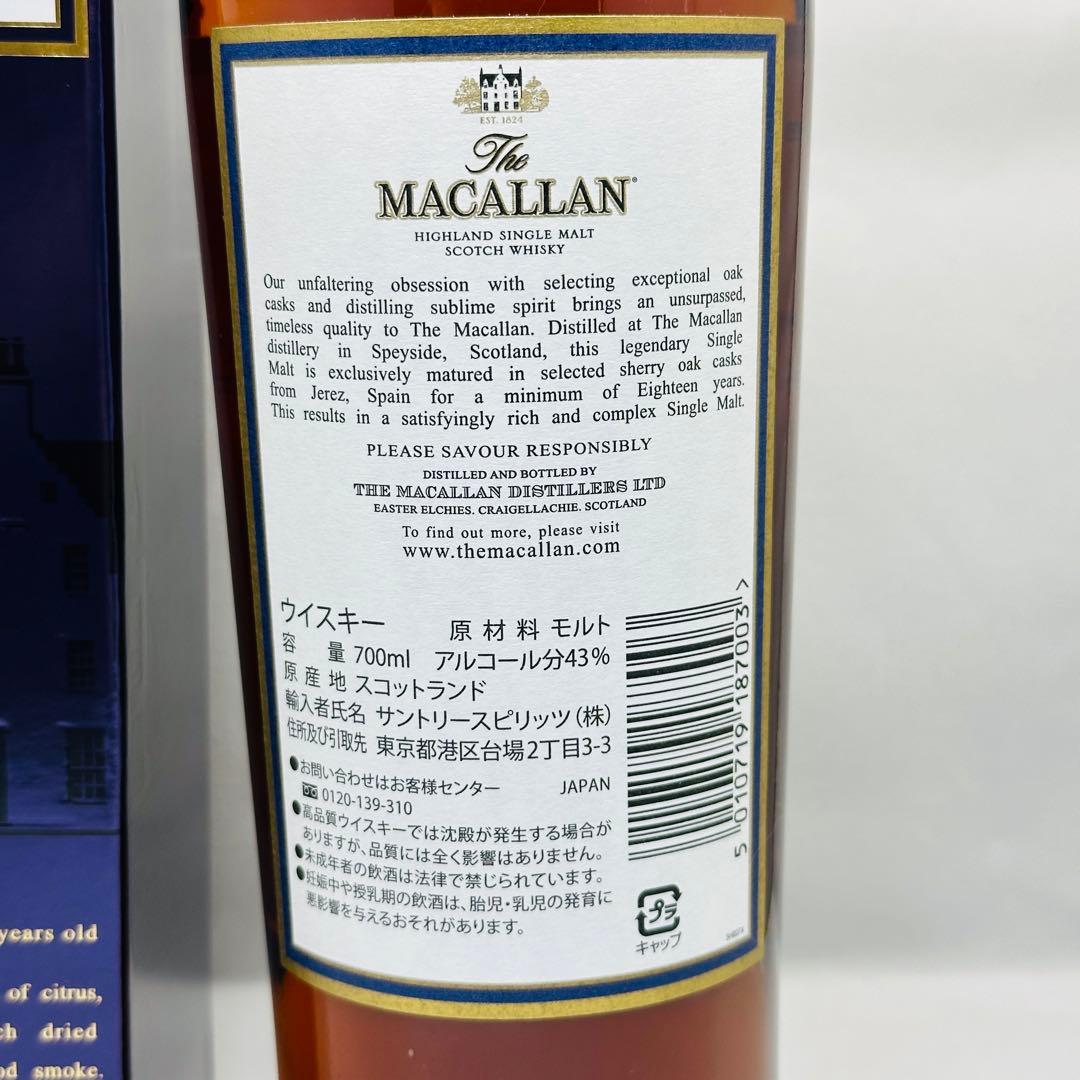 EST. 1824
The
MACALLAN
HIGHLAND SINGLE MALT
SCOTCH WHISKY
Our unfaltering obsession with selecting exceptional oak
casks and distilling sublime spirit brings an unsurpassed,
timeless quality to The Macallan. Distilled at The Macallan
distillery in Speyside, Scotland, this legendary Single
Malt is exclusively matured in selected sherry oak casks
from Jerez, Spain for a minimum of Eighteen years.
This results in a satisfyingly rich and complex Single Malt.
PLEASE SAVOUR RESPONSIBLY
DISTILLED AND BOTTLED BY
THE MACALLAN DISTILLERS LTD
EASTER ELCHIES. CRAIGELLACHIE. SCOTLAND
To find out more, please visit
www.themacallan.com
ウイスキー 原材料 モルト
容量 700ml アルコール分43%
原産地 スコットランド
輸入者氏名 サントリースピリッツ(株)
住所及び引取先 東京都港区台場2丁目3-3
●お問い合わせはお客様センター JAPAN
0120-139-310
●高品質ウイスキーでは沈殿が発生する場合が
ありますが、品質には全く影響はありません。
●未成年者の飲酒は法律で禁じられています。
●妊娠中や授乳期の飲酒は、胎児・乳児の発育に
悪影響を与えるおそれがあります。
5 010719 187003 >
プラ
キャップ
years old
of citrus,
dried
smoke.